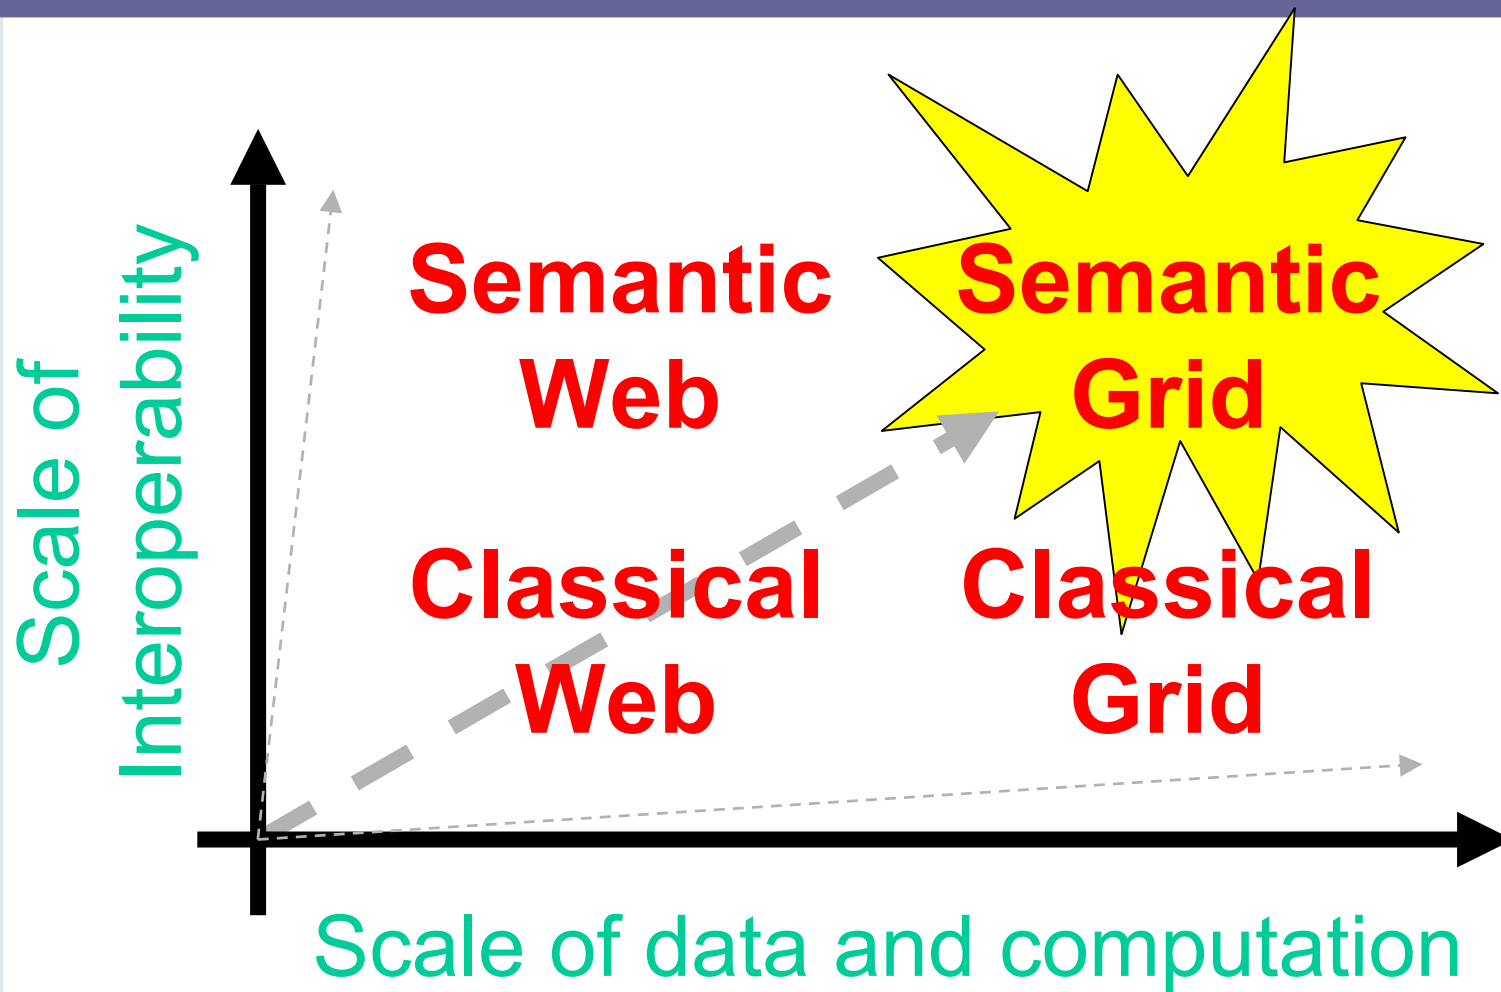 Scale of
Interoperability
Semantic
Web
Semantic
Grid
Classical
Web
Classical
Grid
Scale of data and computation